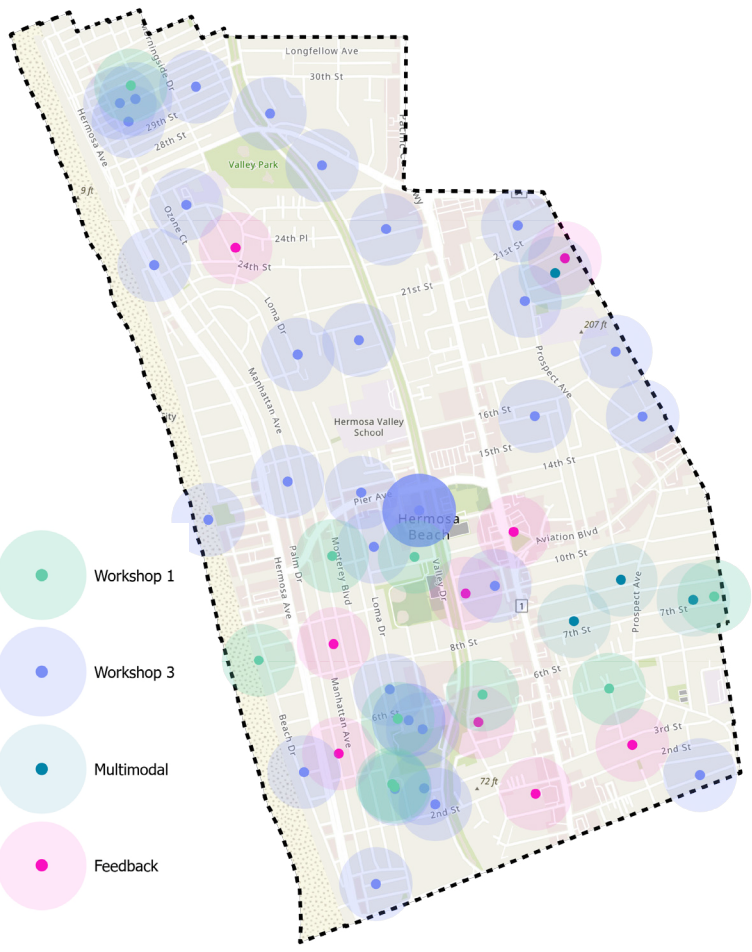 Longfellow Ave
30th St
Morningside Dr
29th St
28th St
Hermosa Ave
Valley Park
9 ft
Ozone Ct
24th Pl
24th St
21st St
21st St
Loma Dr
207 ft
Prospect Ave
Manhattan Ave
16th St
Hermosa Valley
School
15th St
14th St
Pier Ave
Hermosa
Beach
Aviation Blvd
10th St
Palm Dr
Monterey Blvd
Hermosa Ave
Valley Dr
Loma Dr
1
Prospect Ave
7th St
7th St
8th St
6th St
Manhattan Ave
6th St
Beach Dr
3rd St
2nd St
72 ft
2nd St
Workshop 1
Workshop 3
Multimodal
Feedback